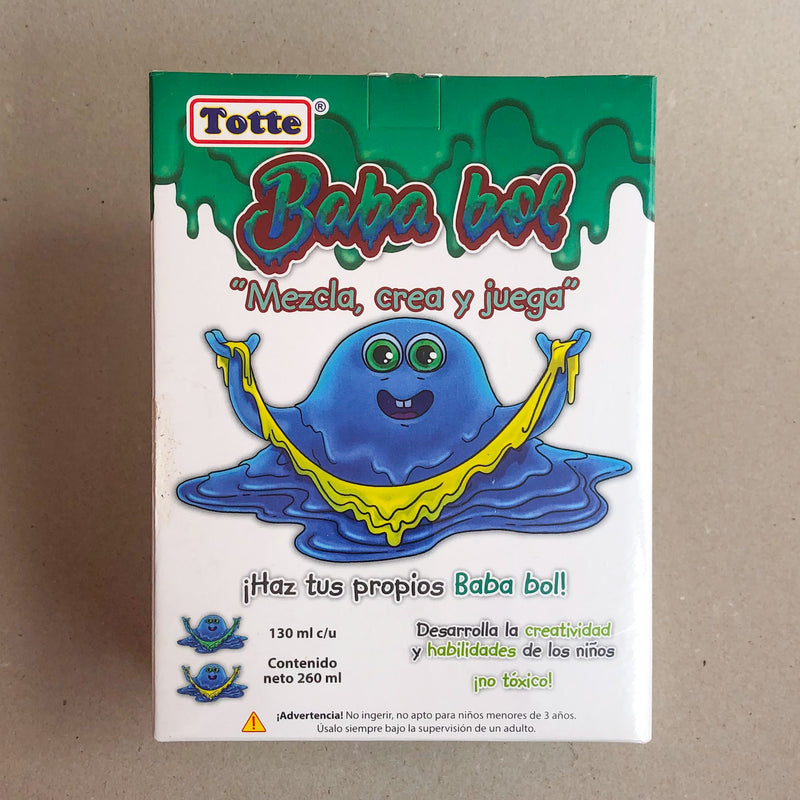 Totte®
Baba bol
"Mezcla, crea y juega"
¡Haz tus propios Baba bol!
130 ml c/u
Contenido
neto 260 ml
Desarrolla la creatividad
y habilidades de los niños
¡no tóxico!
¡Advertencia! No ingerir, no apto para niños menores de 3 años.
Úsalo siempre bajo la supervisión de un adulto.